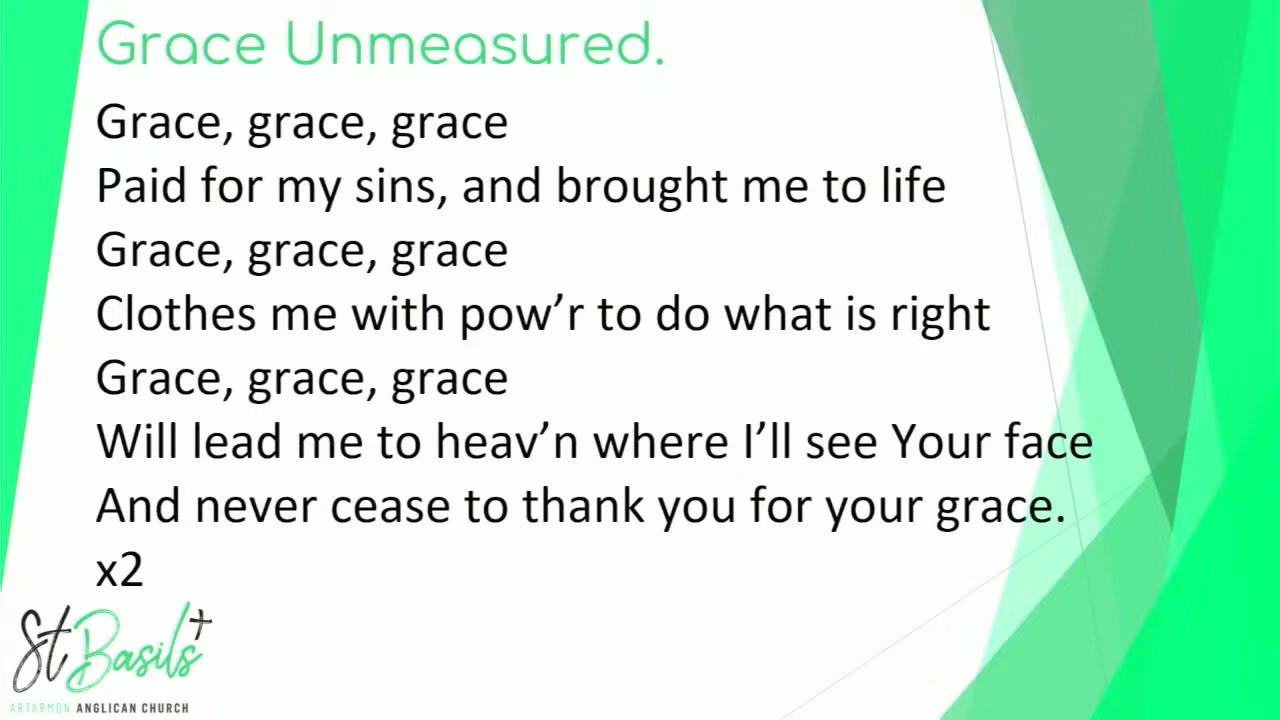 Grace Unmeasured.
Grace, grace, grace
Paid for my sins, and brought me to life
Grace, grace, grace
Clothes me with pow’r to do what is right
Grace, grace, grace
Will lead me to heav’n where I’ll see Your face
And never cease to thank you for your grace.
x2
St Basils
ARTARMON ANGLICAN CHURCH